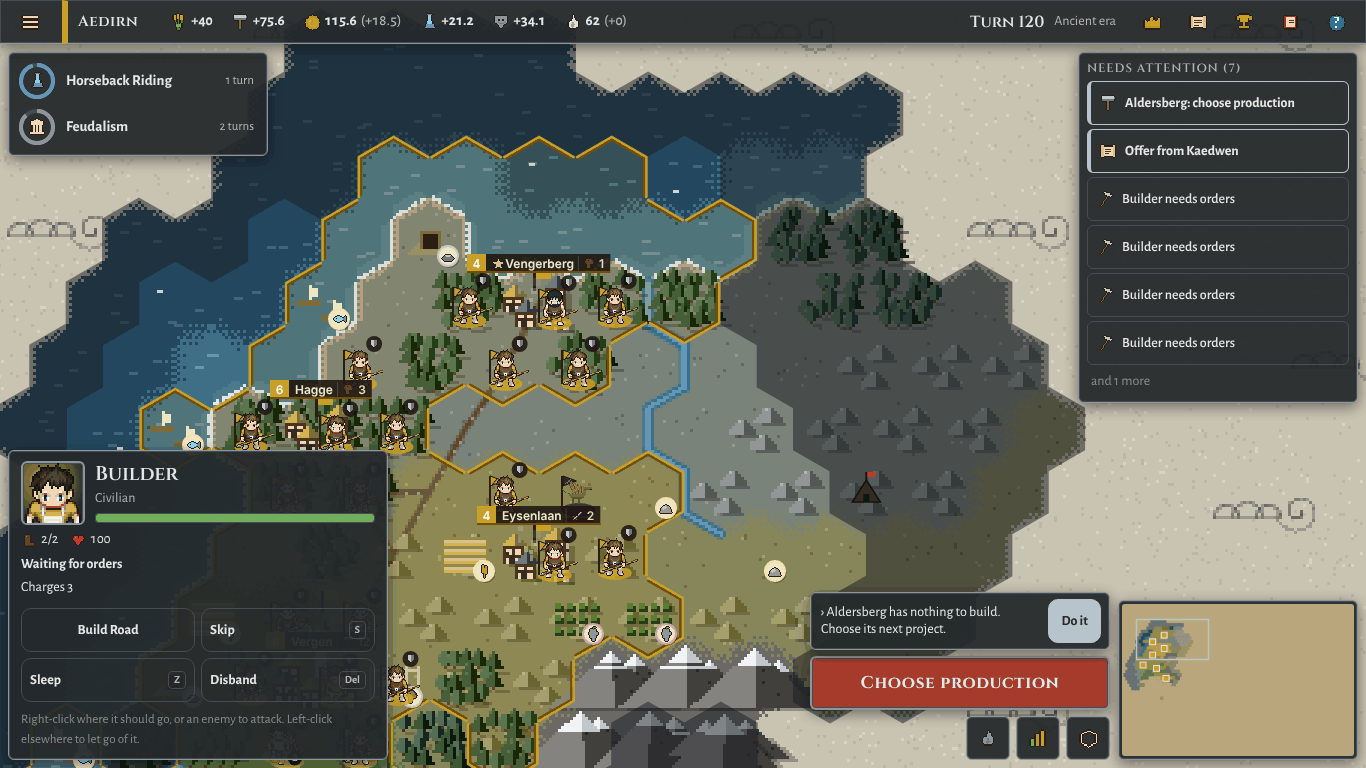 AEDIRN
+40
+75.6
115.6 (+18.5)
+21.2
+34.1
62 (+0)
TURN 120 Ancient era
Horseback Riding 1 turn
Feudalism 2 turns
NEEDS ATTENTION (7)
Aldersberg: choose production
Offer from Kaedwen
Builder needs orders
Builder needs orders
Builder needs orders
Builder needs orders
and 1 more
4 Vengerberg 1
6 Hagge 3
4 Eysenlaan 2
BUILDER
Civilian
2/2 100
Waiting for orders
Charges 3
Build Road
Skip S
Vergen
Sleep Z
Disband Del
Right-click where it should go, or an enemy to attack. Left-click
elsewhere to let go of it.
› Aldersberg has nothing to build.
Choose its next project.
Do it
CHOOSE PRODUCTION